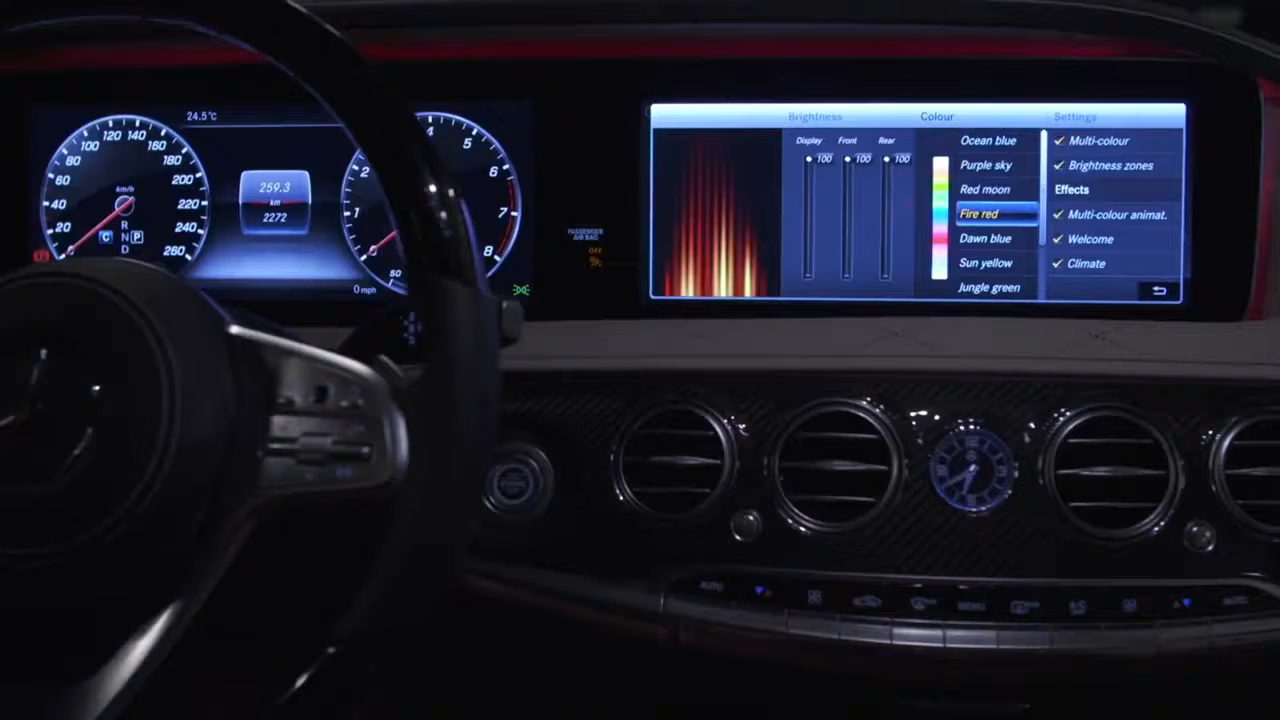 24.5°C
120 140
100 160
80 180
60 200
40 220
20 240
260
km/h
R
N
D
C
P
259.3
km
2272
4
5
2
6
1
7
8
50
0 mph
PASSENGER
AIR BAG
OFF
Brightness Colour Settings
Display Front Rear
100 100 100
Ocean blue
Purple sky
Red moon
Fire red
Dawn blue
Sun yellow
Jungle green
Multi-colour
Brightness zones
Effects
Multi-colour animat.
Welcome
Climate
AUTO
MENU
AUTO